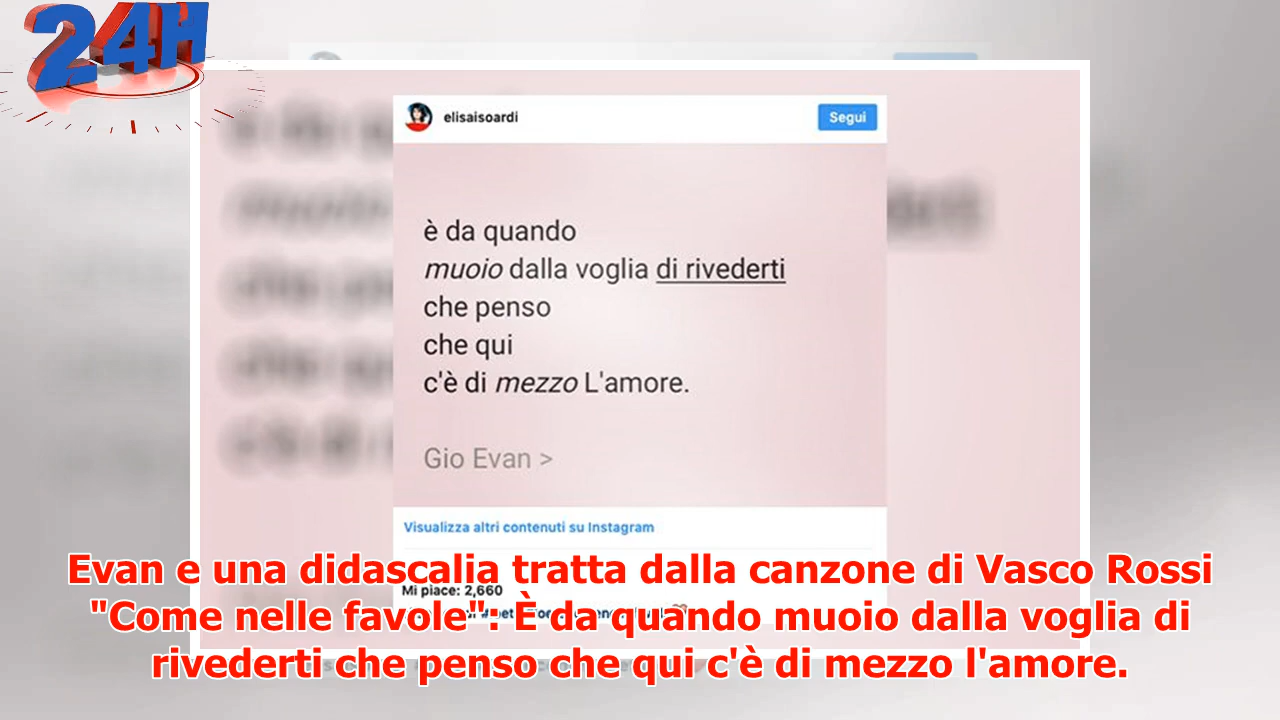 24H
elisaisoardi
Segui
è da quando
muoio dalla voglia di rivederti
che penso
che qui
c'è di mezzo L'amore.
Gio Evan >
Visualizza altri contenuti su Instagram
Mi piace: 2,660
Evan e una didascalia tratta dalla canzone di Vasco Rossi
"Come nelle favole": È da quando muoio dalla voglia di
rivederti che penso che qui c'è di mezzo l'amore.